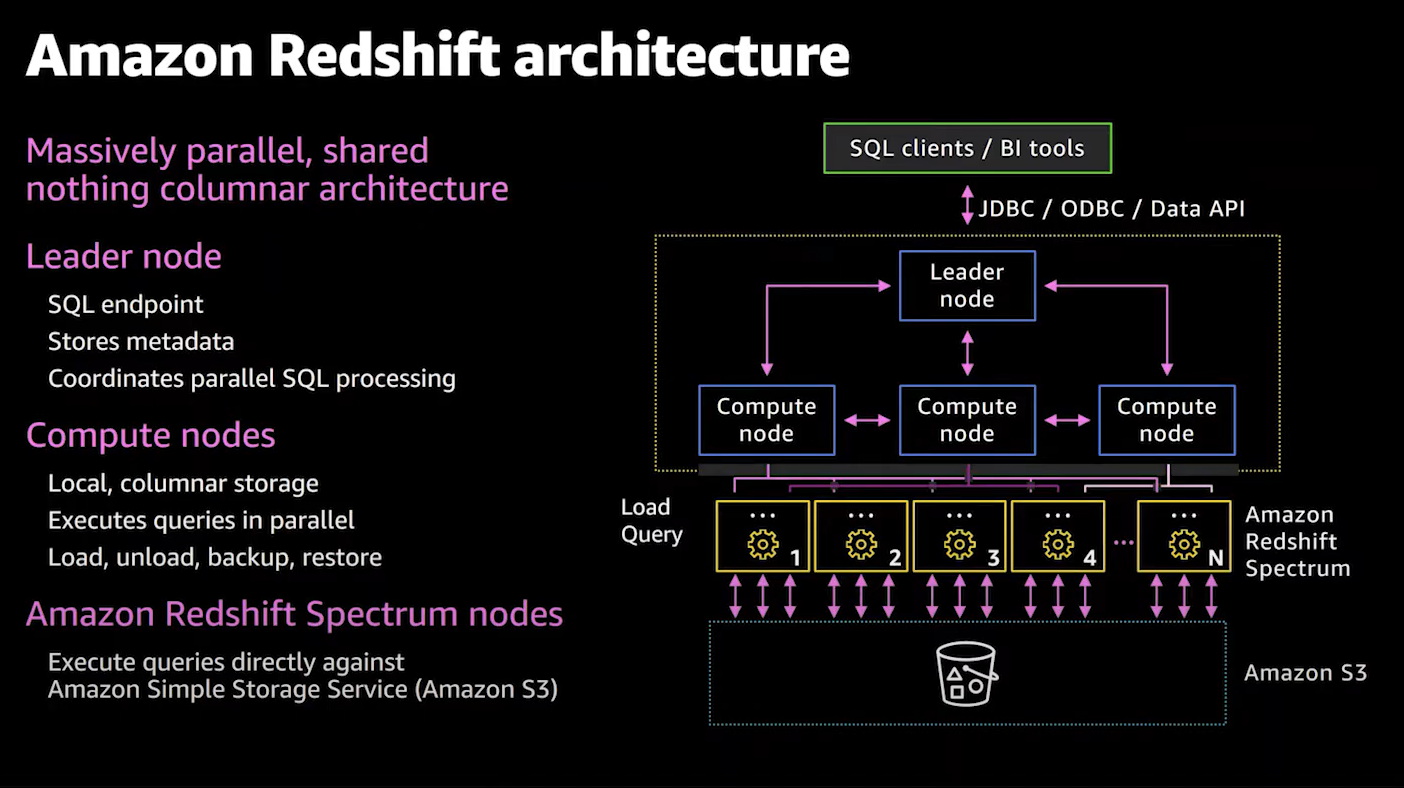 Amazon Redshift architecture
Massively parallel, shared
nothing columnar architecture
Leader node
SQL endpoint
Stores metadata
Coordinates parallel SQL processing
Compute nodes
Local, columnar storage
Executes queries in parallel
Load, unload, backup, restore
Amazon Redshift Spectrum nodes
Execute queries directly against
Amazon Simple Storage Service (Amazon S3)
SQL clients / BI tools
JDBC / ODBC / Data API
Leader
node
Compute
node
Compute
node
Compute
node
Load
Query
... 1
... 2
... 3
... 4
...
... N
Amazon
Redshift
Spectrum
Amazon S3